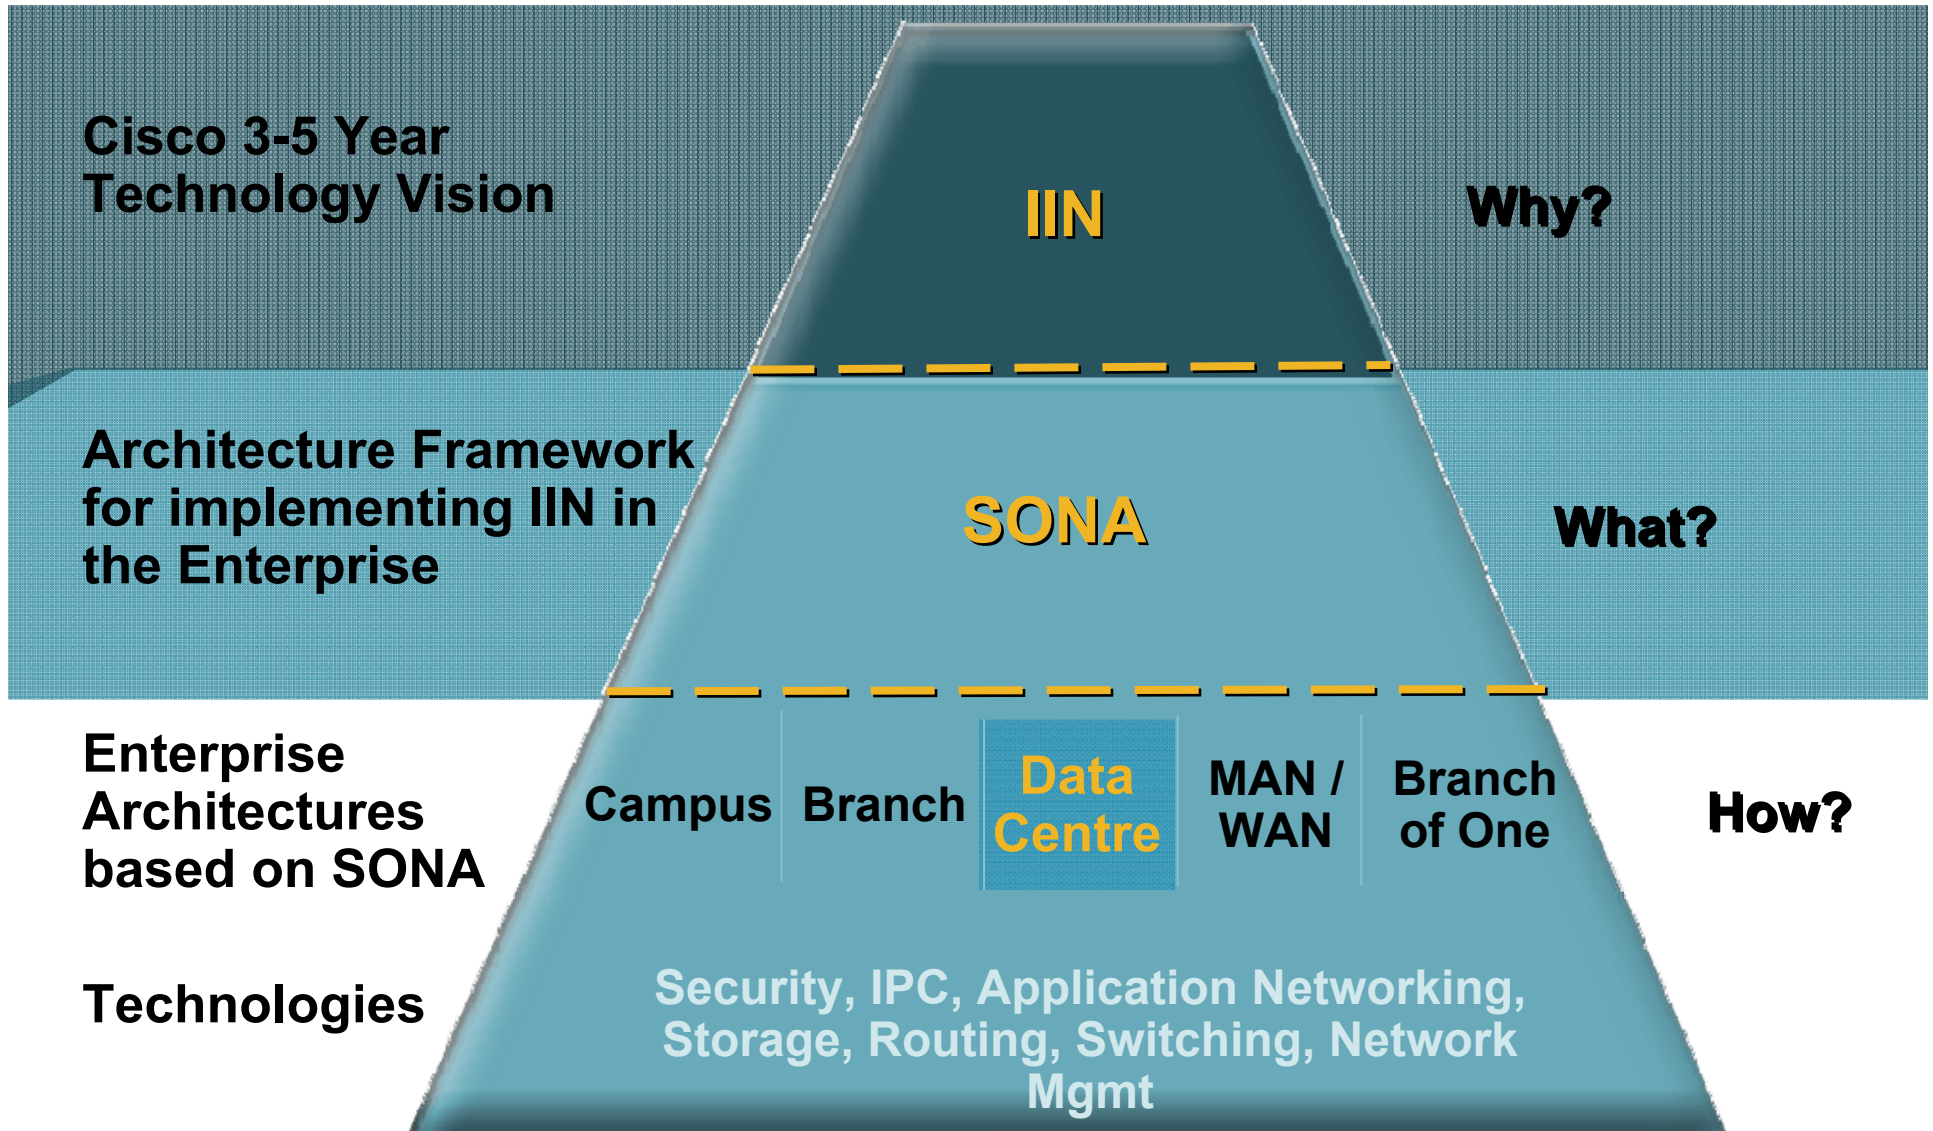 Cisco 3-5 Year
Technology Vision
IIN
Why?
Architecture Framework
for implementing IIN in
the Enterprise
SONA
What?
Enterprise
Architectures
based on SONA
Campus
Branch
Data
Centre
MAN /
WAN
Branch
of One
How?
Technologies
Security, IPC, Application Networking,
Storage, Routing, Switching, Network
Mgmt